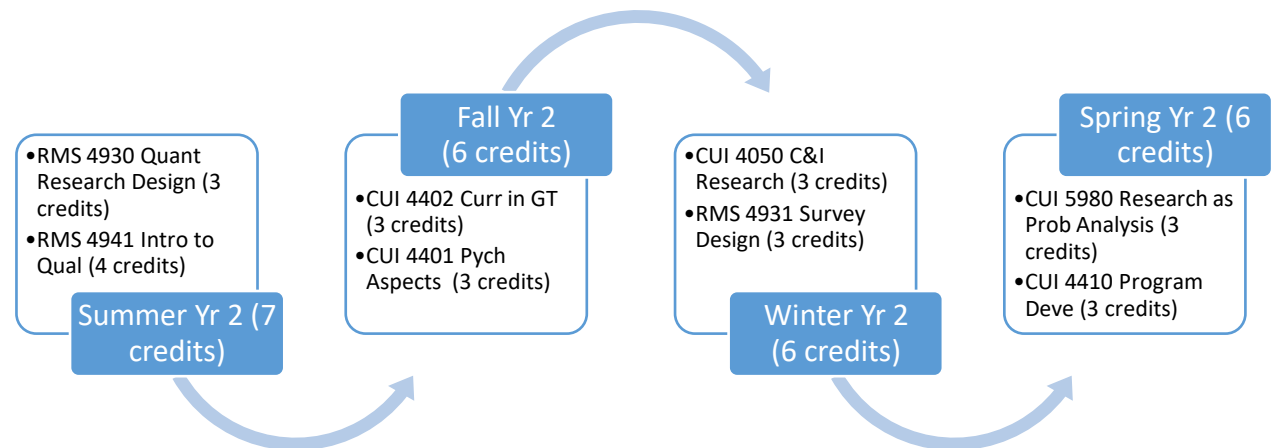 •RMS 4930 Quant
Research Design (3
credits)
•RMS 4941 Intro to
Qual (4 credits)
Summer Yr 2 (7
credits)
Fall Yr 2
(6 credits)
•CUI 4402 Curr in GT
(3 credits)
•CUI 4401 Pych
Aspects (3 credits)
•CUI 4050 C&I
Research (3 credits)
•RMS 4931 Survey
Design (3 credits)
Winter Yr 2
(6 credits)
Spring Yr 2 (6
credits)
•CUI 5980 Research as
Prob Analysis (3
credits)
•CUI 4410 Program
Deve (3 credits)